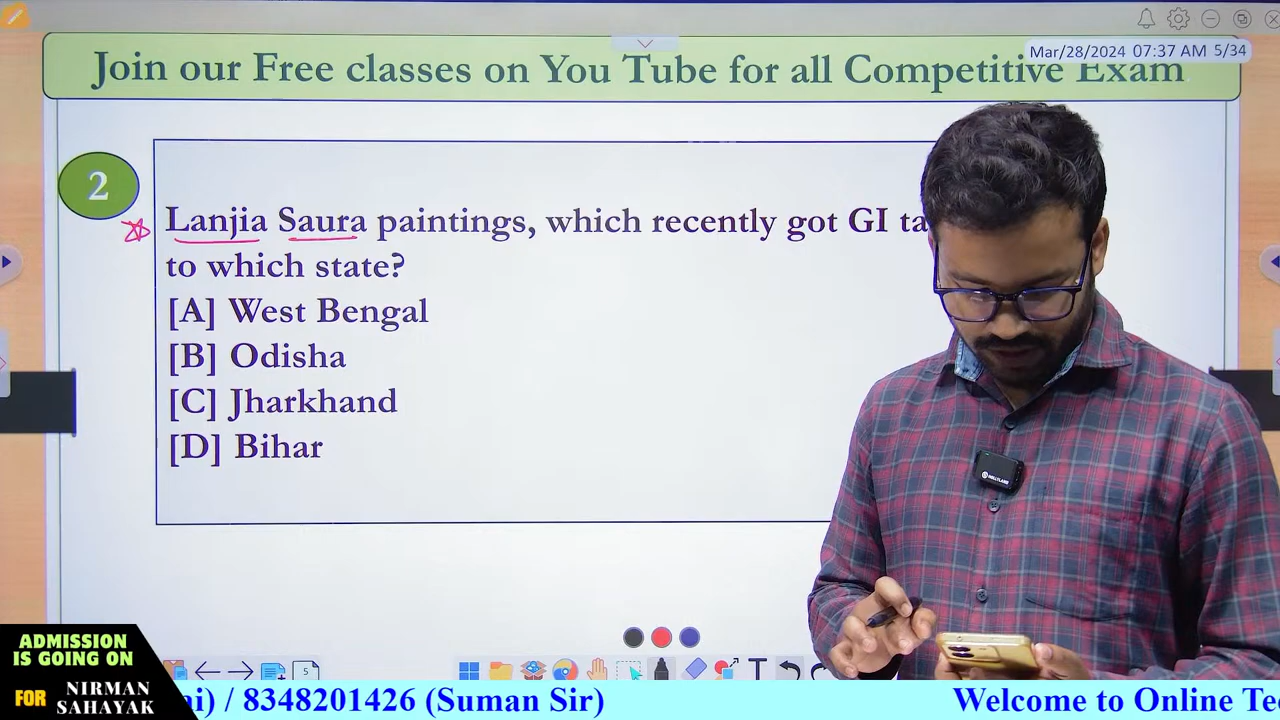 Join our Free classes on You Tube for all Competitive Exam
Mar/28/2024 07:37 AM 5/34
2
Lanjia Saura paintings, which recently got GI
to which state?
[A] West Bengal
[B] Odisha
[C] Jharkhand
[D] Bihar
5
T
ADMISSION
IS GOING ON
FOR NIRMAN
SAHAYAK
/ 8348201426 (Suman Sir)
Welcome to Online